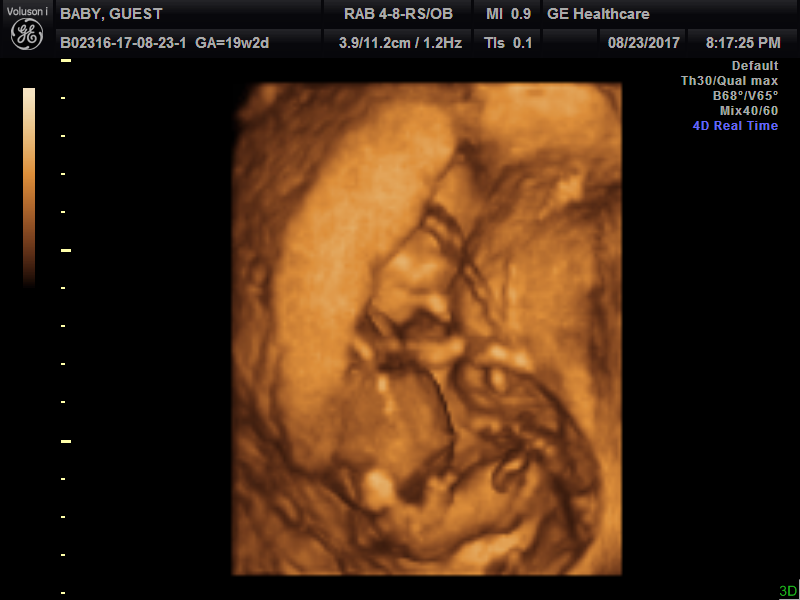 Voluson i
BABY, GUEST RAB 4-8-RS/OB MI 0.9 GE Healthcare
B02316-17-08-23-1 GA=19w2d 3.9/11.2cm / 1.2Hz TIs 0.1 08/23/2017 8:17:25 PM
Default
Th30/Qual max
B68°/V65°
Mix40/60
4D Real Time
3D